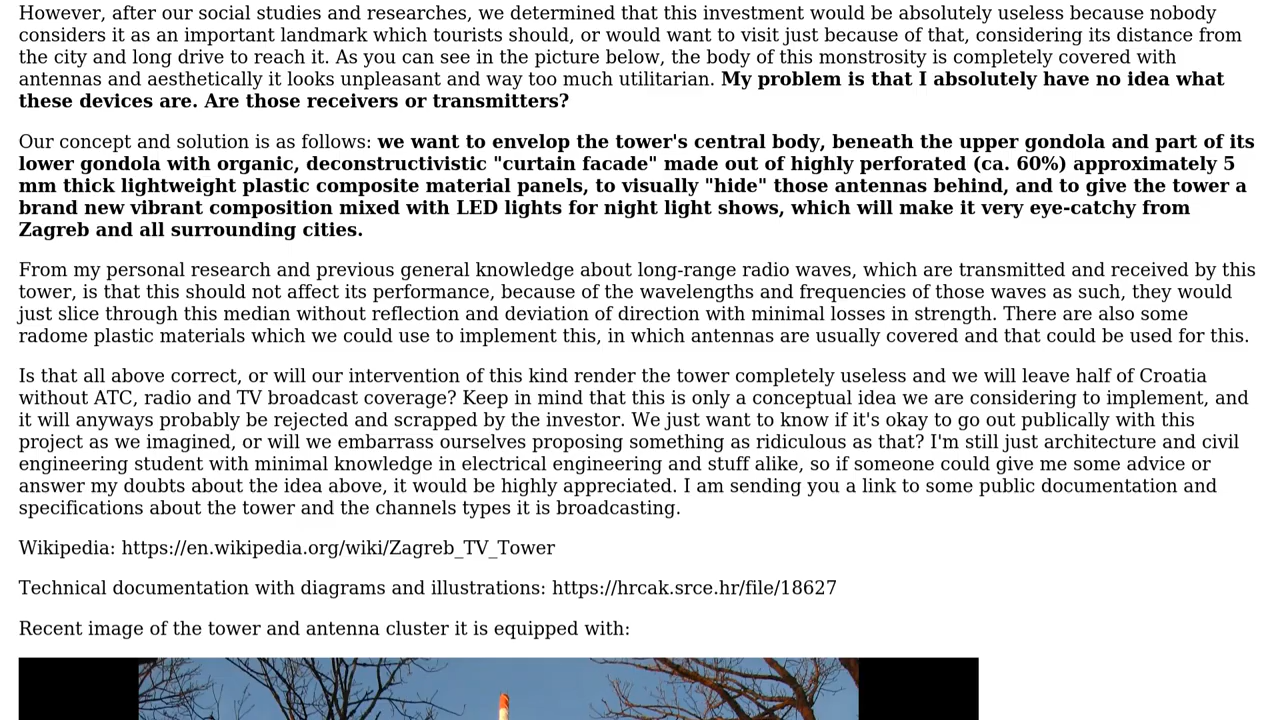 However, after our social studies and researches, we determined that this investment would be absolutely useless because nobody
considers it as an important landmark which tourists should, or would want to visit just because of that, considering its distance from
the city and long drive to reach it. As you can see in the picture below, the body of this monstrosity is completely covered with
antennas and aesthetically it looks unpleasant and way too much utilitarian. My problem is that I absolutely have no idea what
these devices are. Are those receivers or transmitters?
Our concept and solution is as follows: we want to envelop the tower's central body, beneath the upper gondola and part of its
lower gondola with organic, deconstructivistic "curtain facade" made out of highly perforated (ca. 60%) approximately 5
mm thick lightweight plastic composite material panels, to visually "hide" those antennas behind, and to give the tower a
brand new vibrant composition mixed with LED lights for night light shows, which will make it very eye-catchy from
Zagreb and all surrounding cities.
From my personal research and previous general knowledge about long-range radio waves, which are transmitted and received by this
tower, is that this should not affect its performance, because of the wavelengths and frequencies of those waves as such, they would
just slice through this median without reflection and deviation of direction with minimal losses in strength. There are also some
radome plastic materials which we could use to implement this, in which antennas are usually covered and that could be used for this.
Is that all above correct, or will our intervention of this kind render the tower completely useless and we will leave half of Croatia
without ATC, radio and TV broadcast coverage? Keep in mind that this is only a conceptual idea we are considering to implement, and
it will anyways probably be rejected and scrapped by the investor. We just want to know if it's okay to go out publically with this
project as we imagined, or will we embarrass ourselves proposing something as ridiculous as that? I'm still just architecture and civil
engineering student with minimal knowledge in electrical engineering and stuff alike, so if someone could give me some advice or
answer my doubts about the idea above, it would be highly appreciated. I am sending you a link to some public documentation and
specifications about the tower and the channels types it is broadcasting.
Wikipedia: https://en.wikipedia.org/wiki/Zagreb_TV_Tower
Technical documentation with diagrams and illustrations: https://hrcak.srce.hr/file/18627
Recent image of the tower and antenna cluster it is equipped with: